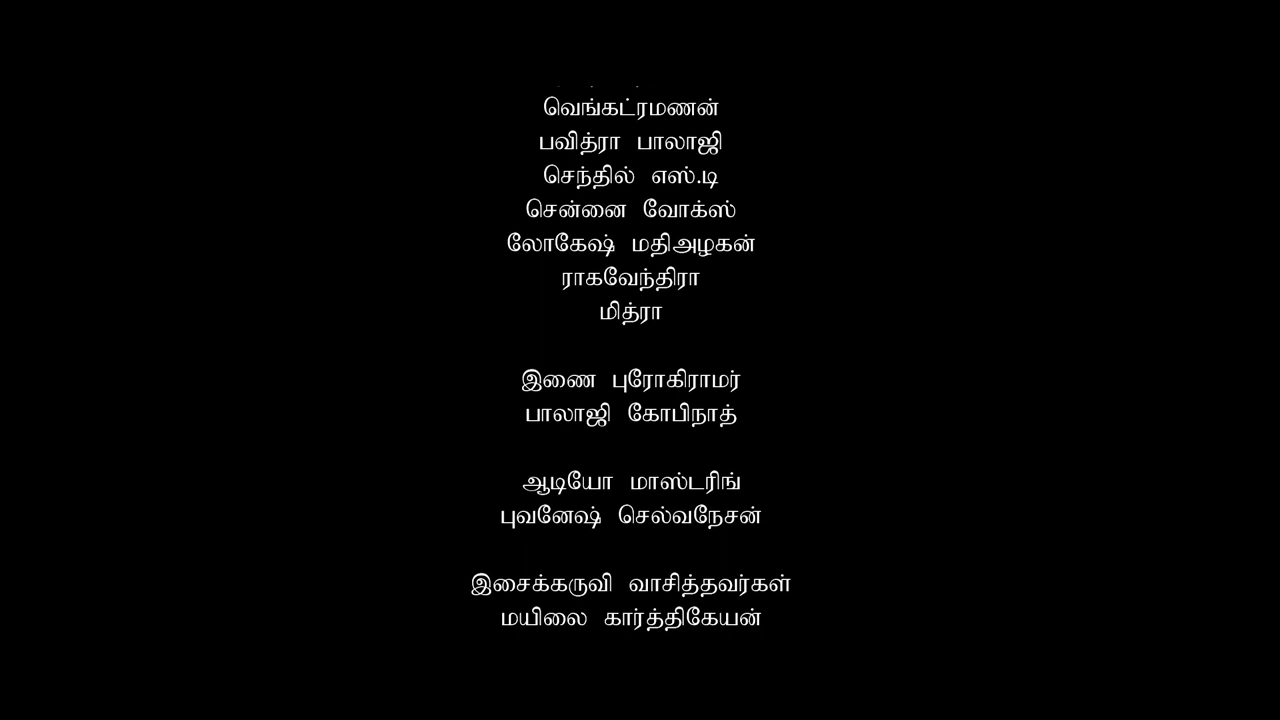 வெங்கட்ரமணன்
பவித்ரா பாலாஜி
செந்தில் எஸ்.டி
சென்னை வோக்ஸ்
லோகேஷ் மதிஅழகன்
ராகவேந்திரா
மித்ரா
இணை புரோகிராமர்
பாலாஜி கோபிநாத்
ஆடியோ மாஸ்டரிங்
புவனேஷ் செல்வநேசன்
இசைக்கருவி வாசித்தவர்கள்
மயிலை கார்த்திகேயன்